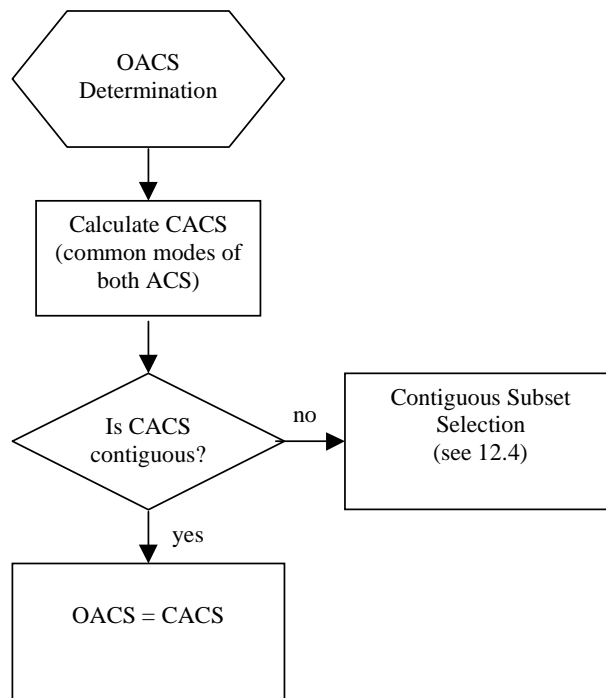 OACS
Determination
Calculate CACS
(common modes of
both ACS)
Is CACS
contiguous?
no
Contiguous Subset
Selection
(see 12.4)
yes
OACS = CACS